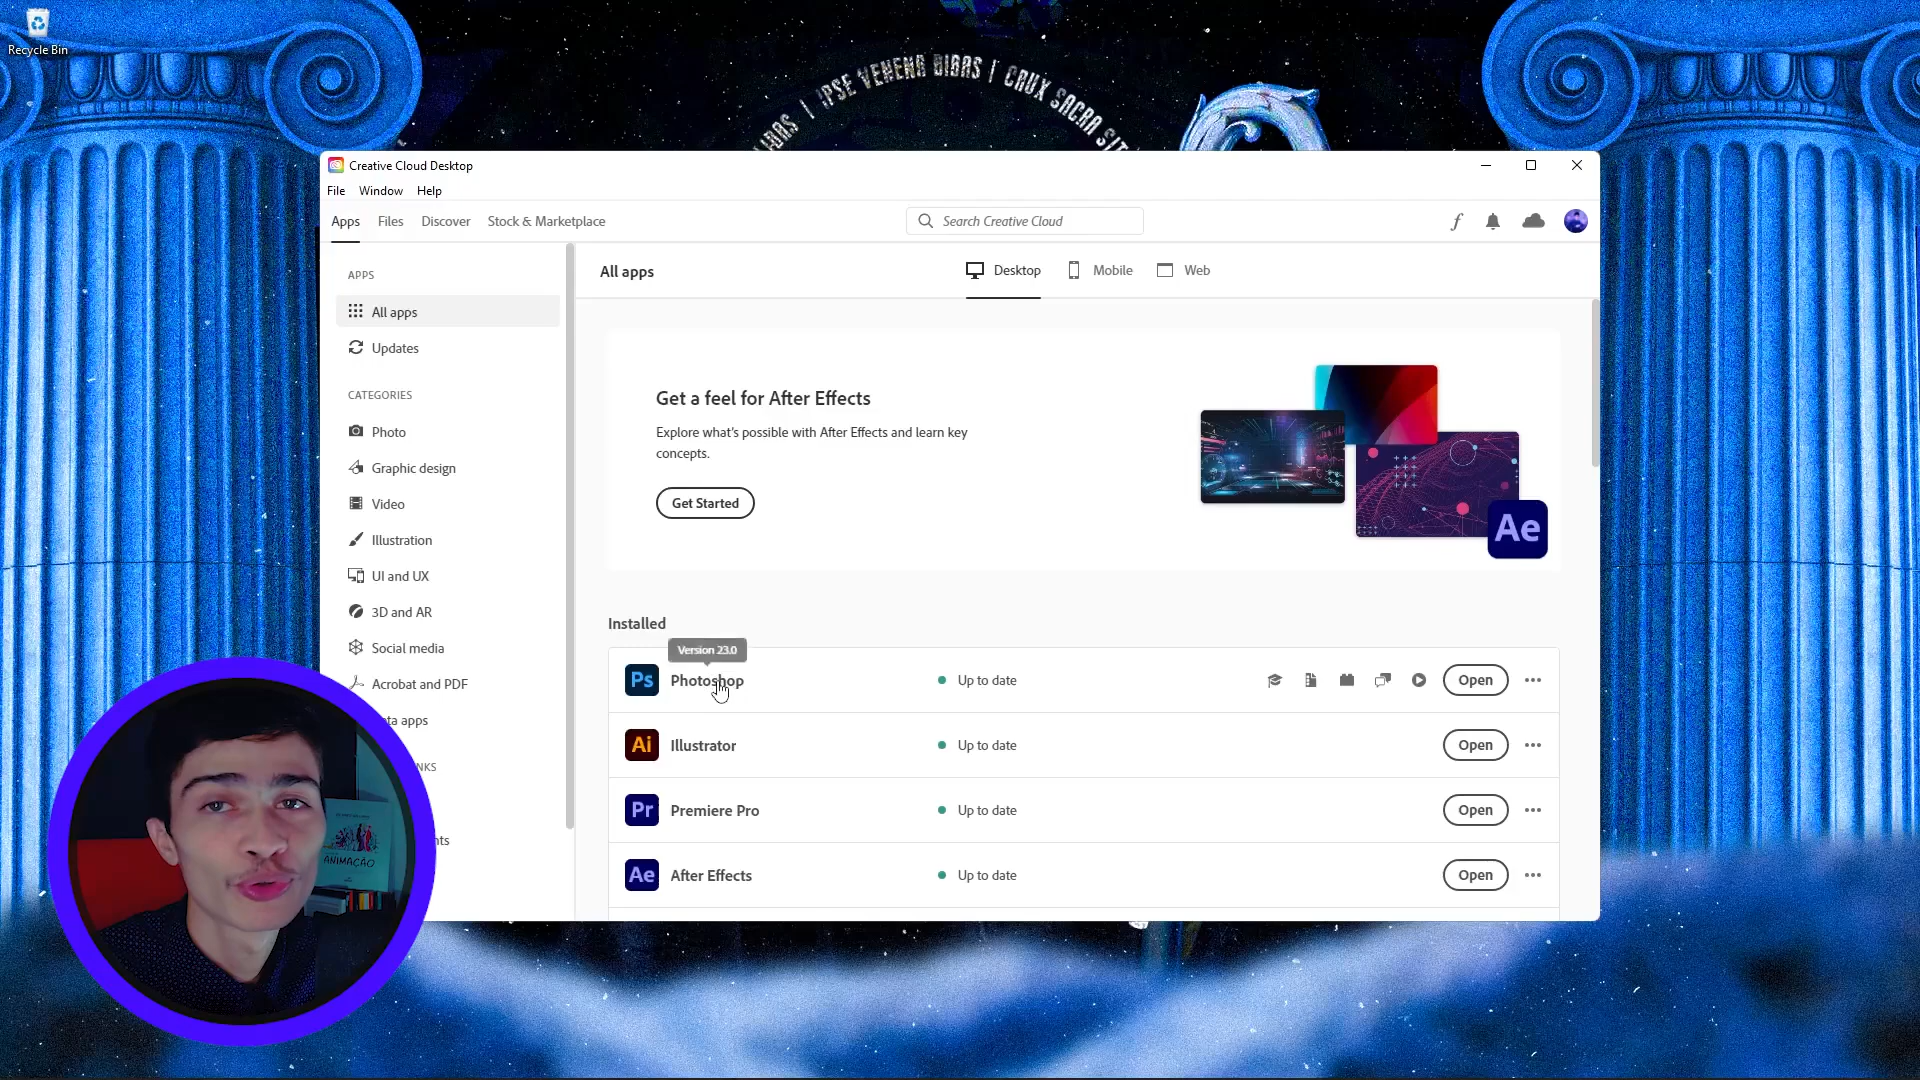 Recycle Bin
IPSE VENENA BIBAS | CRUX SACRA SIT
Creative Cloud Desktop
File Window Help
Apps Files Discover Stock & Marketplace
Search Creative Cloud
APPS
All apps
Updates
CATEGORIES
Photo
Graphic design
Video
Illustration
UI and UX
3D and AR
Social media
Acrobat and PDF
apps
All apps
Desktop Mobile Web
Get a feel for After Effects
Explore what's possible with After Effects and learn key
concepts.
Get Started
Ae
Installed
Version 23.0
Ps Photoshop Up to date Open
Ai Illustrator Up to date Open
Pr Premiere Pro Up to date Open
Ae After Effects Up to date Open
ANIMAÇÃO